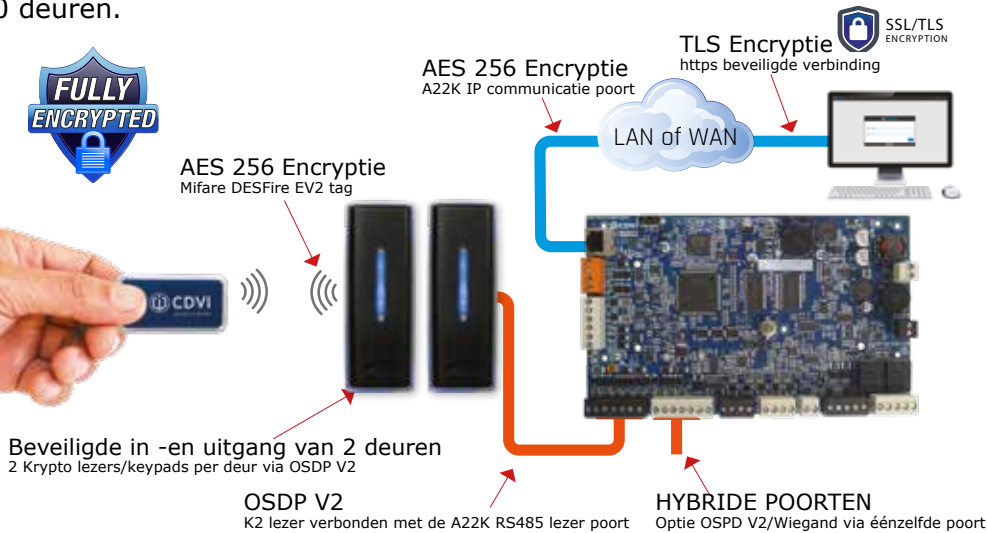 0 deuren.
SSL/TLS
ENCRYPTION
TLS Encryptie
https beveiligde verbinding
AES 256 Encryptie
A22K IP communicatie poort
FULLY
ENCRYPTED
LAN of WAN
AES 256 Encryptie
Mifare DESFire EV2 tag
CDVI
CDVI
Beveiligde in -en uitgang van 2 deuren
2 Krypto lezers/keypads per deur via OSDP V2
OSDP V2
K2 lezer verbonden met de A22K RS485 lezer poort
HYBRIDE POORTEN
Optie OSPD V2/Wiegand via éénzelfde poort